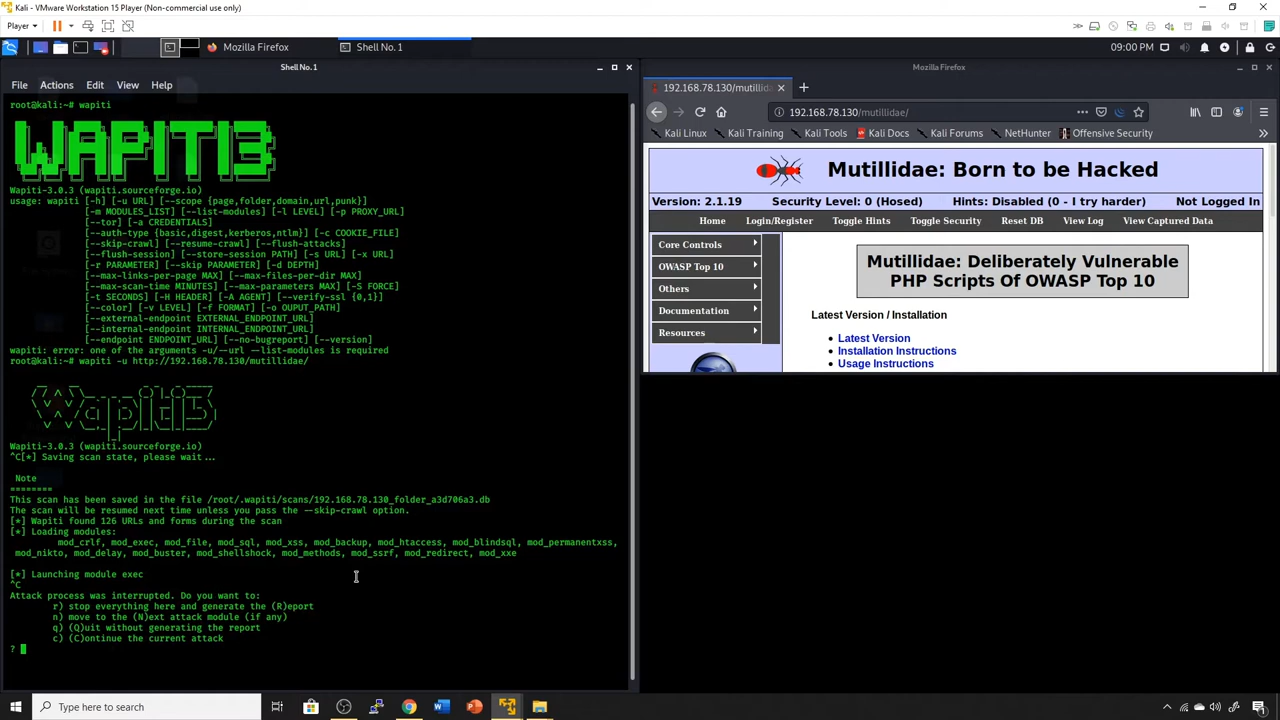 Kali - VMware Workstation 15 Player (Non-commercial use only)
Player
Mozilla Firefox
Shell No. 1
09:00 PM
Shell No. 1
File Actions Edit View Help
root@kali:~# wapiti
WAPITI3
Wapiti-3.0.3 (wapiti.sourceforge.io)
usage: wapiti [-h] [-u URL] [--scope {page,folder,domain,url,punk}]
[-m MODULES_LIST] [--list-modules] [-l LEVEL] [-p PROXY_URL]
[--tor] [-a CREDENTIALS]
[--auth-type {basic,digest,kerberos,ntlm}] [-c COOKIE_FILE]
[--skip-crawl] [--resume-crawl] [--flush-attacks]
[--flush-session] [--store-session PATH] [-s URL] [-x URL]
[-r PARAMETER] [--skip PARAMETER] [-d DEPTH]
[--max-links-per-page MAX] [--max-files-per-dir MAX]
[--max-scan-time MINUTES] [--max-parameters MAX] [-S FORCE]
[-t SECONDS] [-H HEADER] [-A AGENT] [--verify-ssl {0,1}]
[--color] [-v LEVEL] [-f FORMAT] [-o OUPUT_PATH]
[--external-endpoint EXTERNAL_ENDPOINT_URL]
[--internal-endpoint INTERNAL_ENDPOINT_URL]
[--endpoint ENDPOINT_URL] [--no-bugreport] [--version]
wapiti: error: one of the arguments -u/--url --list-modules is required
root@kali:~# wapiti -u http://192.168.78.130/mutillidae/
Wapiti3
Wapiti-3.0.3 (wapiti.sourceforge.io)
^C[*] Saving scan state, please wait...
Note
========
This scan has been saved in the file /root/.wapiti/scans/192.168.78.130_folder_a3d706a3.db
The scan will be resumed next time unless you pass the --skip-crawl option.
[*] Wapiti found 126 URLs and forms during the scan
[*] Loading modules:
mod_crlf, mod_exec, mod_file, mod_sql, mod_xss, mod_backup, mod_htaccess, mod_blindsql, mod_permanentxss,
mod_nikto, mod_delay, mod_buster, mod_shellshock, mod_methods, mod_ssrf, mod_redirect, mod_xxe
[*] Launching module exec
^C
Attack process was interrupted. Do you want to:
r) stop everything here and generate the (R)eport
n) move to the (N)ext attack module (if any)
q) (Q)uit without generating the report
c) (C)ontinue the current attack
?
Mozilla Firefox
192.168.78.130/mutillid
192.168.78.130/mutillidae/
Kali Linux Kali Training Kali Tools Kali Docs Kali Forums NetHunter Offensive Security
Mutillidae: Born to be Hacked
Version: 2.1.19 Security Level: 0 (Hosed) Hints: Disabled (0 - I try harder) Not Logged In
Home Login/Register Toggle Hints Toggle Security Reset DB View Log View Captured Data
Core Controls
OWASP Top 10
Others
Documentation
Resources
Mutillidae: Deliberately Vulnerable
PHP Scripts Of OWASP Top 10
Latest Version / Installation
Latest Version
Installation Instructions
Usage Instructions
Type here to search